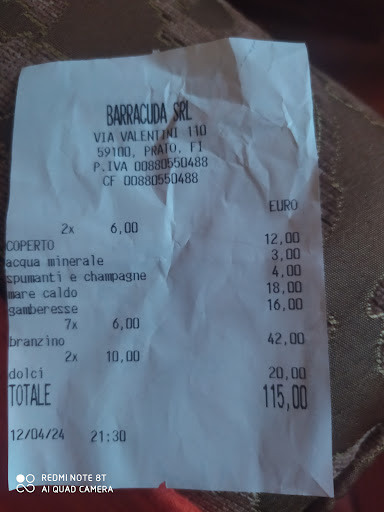 BARRACUDA SRL
VIA VALENTINI 110
59100, PRATO, FI
P.IVA 00880550488
CF 00880550488
EURO
2x 6,00
COPERTO 12,00
acqua minerale 3,00
spumanti e champagne 4,00
mare caldo 18,00
gamberesse 16,00
7x 6,00
branzino 42,00
2x 10,00
dolci 20,00
TOTALE 115,00
12/04/24 21:30
REDMI NOTE 8T
AI QUAD CAMERA